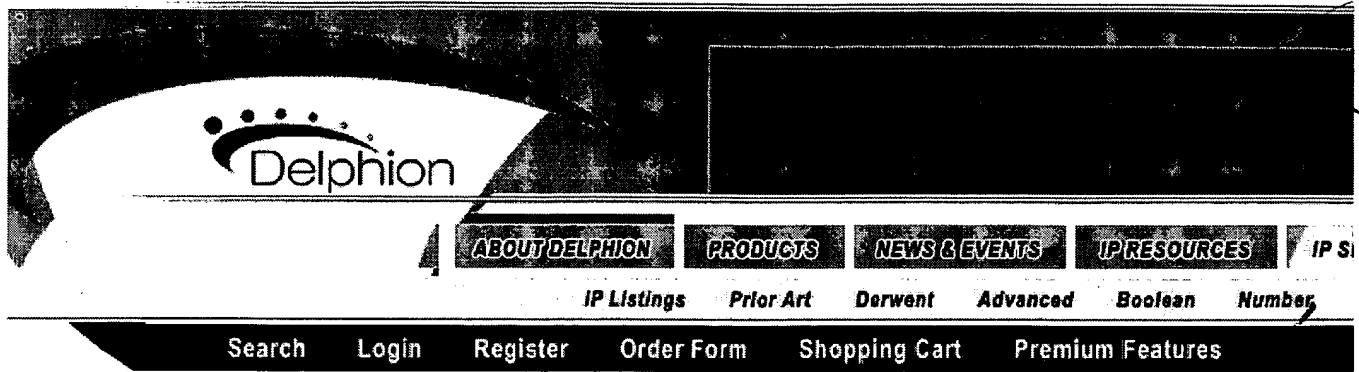 Delphion
ABOUT DELPHION PRODUCTS NEWS & EVENTS IP RESOURCES IP
IP Listings Prior Art Derwent Advanced Boolean Number
Search Login Register Order Form Shopping Cart Premium Features